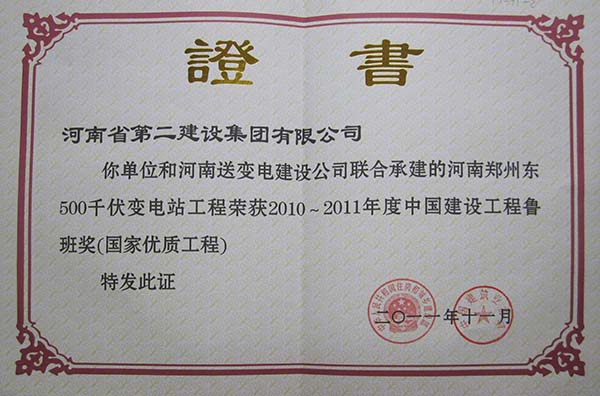 證書
河南省第二建设集团有限公司
你单位和河南送变电建设公司联合承建的河南郑州东
500千伏变电站工程荣获2010~2011年度中国建设工程鲁
班奖(国家优质工程)
特发此证
二〇一一年十一月